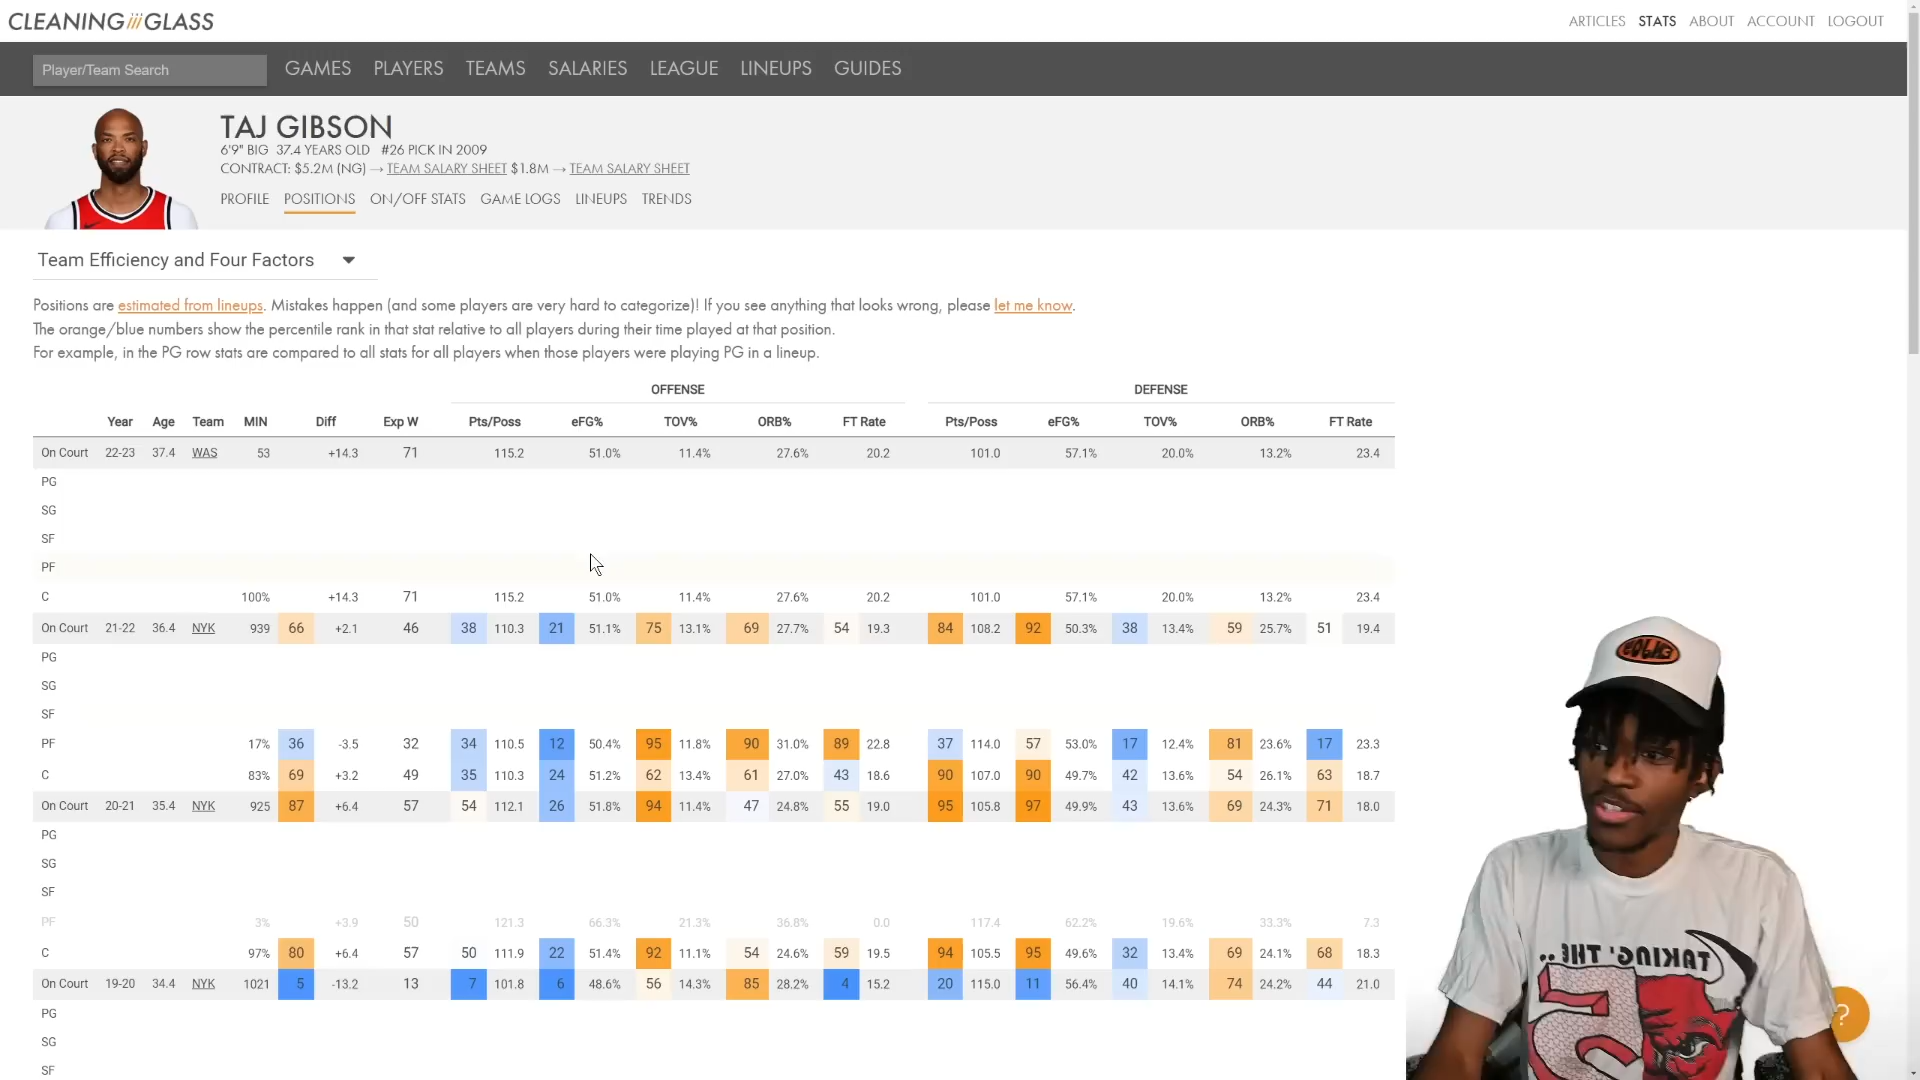 CLEANING GLASS
ARTICLES STATS ABOUT ACCOUNT LOGOUT
Player/Team Search GAMES PLAYERS TEAMS SALARIES LEAGUE LINEUPS GUIDES
TAJ GIBSON
6'9" BIG 37.4 YEARS OLD #26 PICK IN 2009
CONTRACT: $5.2M (NG) → TEAM SALARY SHEET $1.8M → TEAM SALARY SHEET
PROFILE POSITIONS ON/OFF STATS GAME LOGS LINEUPS TRENDS
Team Efficiency and Four Factors
Positions are estimated from lineups. Mistakes happen (and some players are very hard to categorize)! If you see anything that looks wrong, please let me know.
The orange/blue numbers show the percentile rank in that stat relative to all players during their time played at that position.
For example, in the PG row stats are compared to all stats for all players when those players were playing PG in a lineup.
OFFENSE DEFENSE
Year Age Team MIN Diff Exp W Pts/Poss eFG% TOV% ORB% FT Rate Pts/Poss eFG% TOV% ORB% FT Rate
On Court 22-23 37.4 WAS 53 +14.3 71 115.2 51.0% 11.4% 27.6% 20.2 101.0 57.1% 20.0% 13.2% 23.4
PG
SG
SF
PF
C 100% +14.3 71 115.2 51.0% 11.4% 27.6% 20.2 101.0 57.1% 20.0% 13.2% 23.4
On Court 21-22 36.4 NYK 939 66 +2.1 46 38 110.3 21 51.1% 75 13.1% 69 27.7% 54 19.3 84 108.2 92 50.3% 38 13.4% 59 25.7% 51 19.4
PG
SG
SF
PF 17% 36 -3.5 32 34 110.5 12 50.4% 95 11.8% 90 31.0% 89 22.8 37 114.0 57 53.0% 17 12.4% 81 23.6% 17 23.3
C 83% 69 +3.2 49 35 110.3 24 51.2% 62 13.4% 61 27.0% 43 18.6 90 107.0 90 49.7% 42 13.6% 54 26.1% 63 18.7
On Court 20-21 35.4 NYK 925 87 +6.4 57 54 112.1 26 51.8% 94 11.4% 47 24.8% 55 19.0 95 105.8 97 49.9% 43 13.6% 69 24.3% 71 18.0
PG
SG
SF
PF 3% +3.9 50 121.3 66.3% 21.3% 36.8% 0.0 117.4 62.2% 19.6% 33.3% 7.3
C 97% 80 +6.4 57 50 111.9 22 51.4% 92 11.1% 54 24.6% 59 19.5 94 105.5 95 49.6% 32 13.4% 69 24.1% 68 18.3
On Court 19-20 34.4 NYK 1021 5 -13.2 13 7 101.8 6 48.6% 56 14.3% 85 28.2% 4 15.2 20 115.0 11 56.4% 40 14.1% 74 24.2% 44 21.0
PG
SG
SF
TAKING' THE ..
?